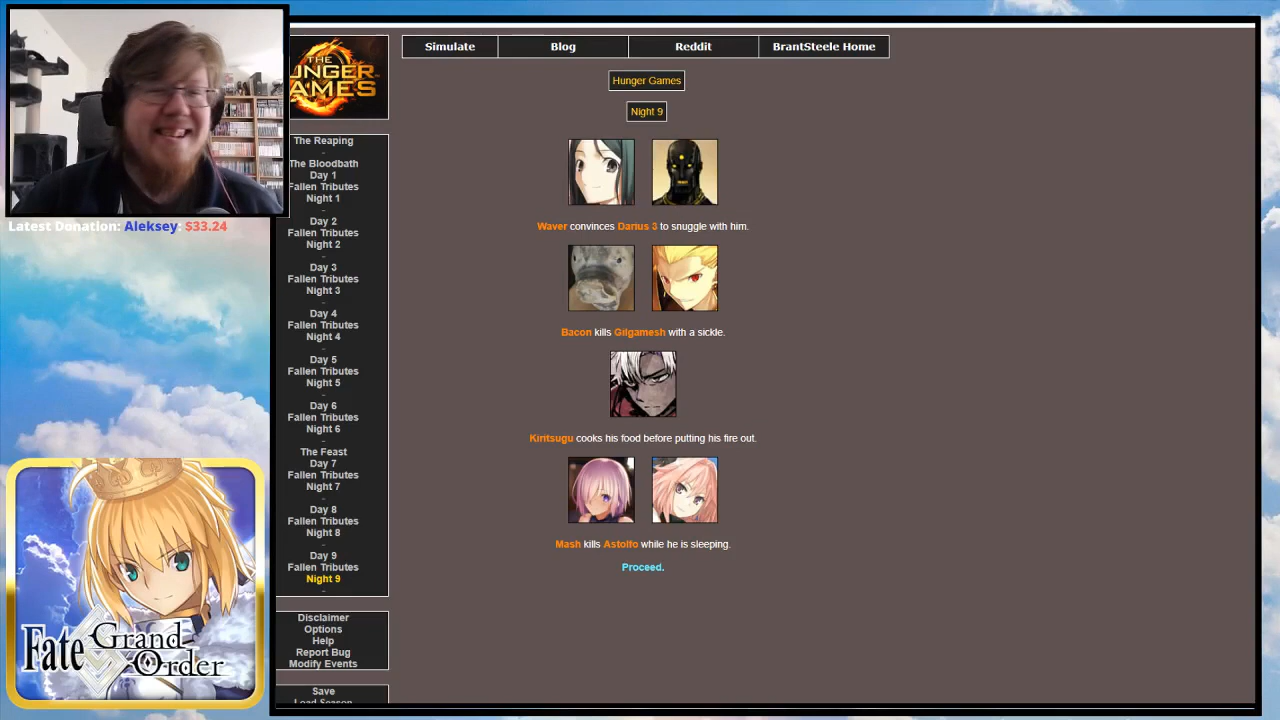 Simulate Blog Reddit BrantSteele Home
THE
HUNGER
GAMES
Hunger Games
Night 9
Waver convinces Darius 3 to snuggle with him.
Bacon kills Gilgamesh with a sickle.
Kiritsugu cooks his food before putting his fire out.
Mash kills Astolfo while he is sleeping.
Proceed.
The Reaping
-
The Bloodbath
Day 1
Fallen Tributes
Night 1
-
Day 2
Fallen Tributes
Night 2
-
Day 3
Fallen Tributes
Night 3
-
Day 4
Fallen Tributes
Night 4
-
Day 5
Fallen Tributes
Night 5
-
Day 6
Fallen Tributes
Night 6
-
The Feast
Day 7
Fallen Tributes
Night 7
-
Day 8
Fallen Tributes
Night 8
-
Day 9
Fallen Tributes
Night 9
-
Disclaimer
Options
Help
Report Bug
Modify Events
Save
Load Season
Latest Donation: Aleksey: $33.24
Fate
Grand
Order